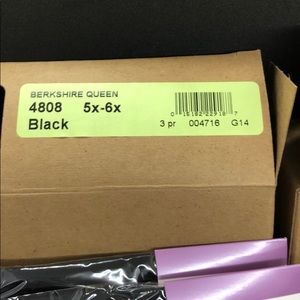 BERKSHIRE QUEEN
4808 5x-6x
Black
3 pr 004716 G14